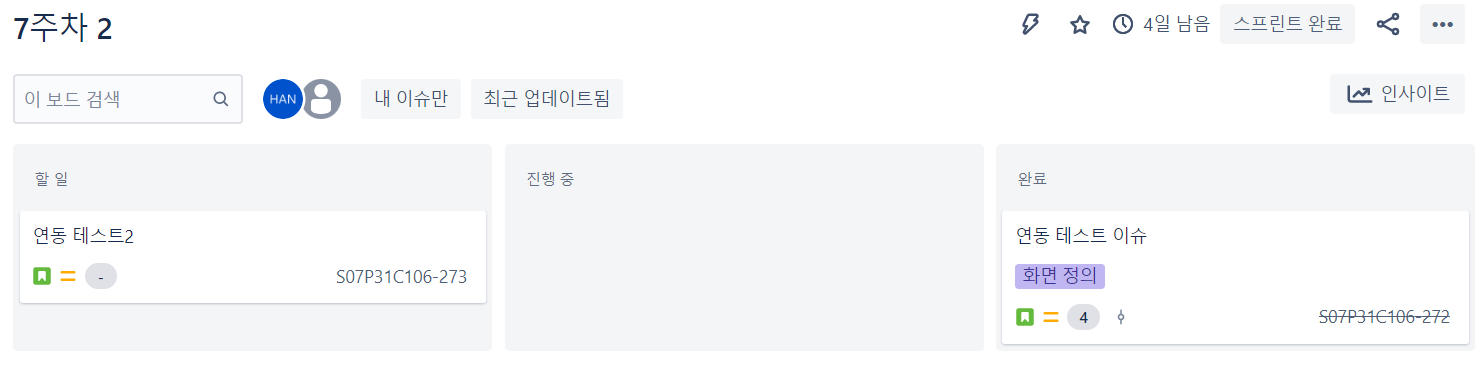 7주차 2
4일 남음
스프린트 완료
이 보드 검색
HAN
내 이슈만
최근 업데이트됨
인사이트
할 일
진행 중
완료
연동 테스트2
-
S07P31C106-273
연동 테스트 이슈
화면 정의
4
S07P31C106-272